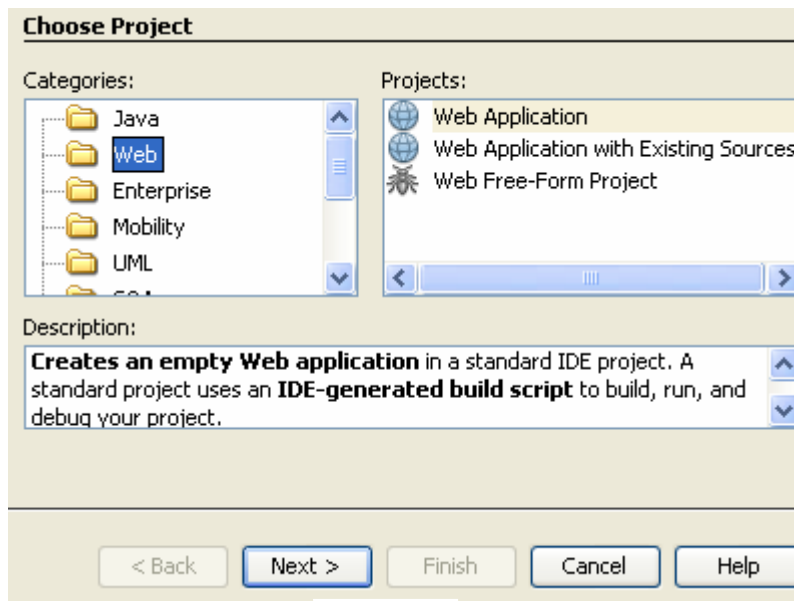 Choose Project
Categories:
Java
Web
Enterprise
Mobility
UML
Projects:
Web Application
Web Application with Existing Sources
Web Free-Form Project
Description:
Creates an empty Web application in a standard IDE project. A
standard project uses an IDE-generated build script to build, run, and
debug your project.
< Back
Next >
Finish
Cancel
Help